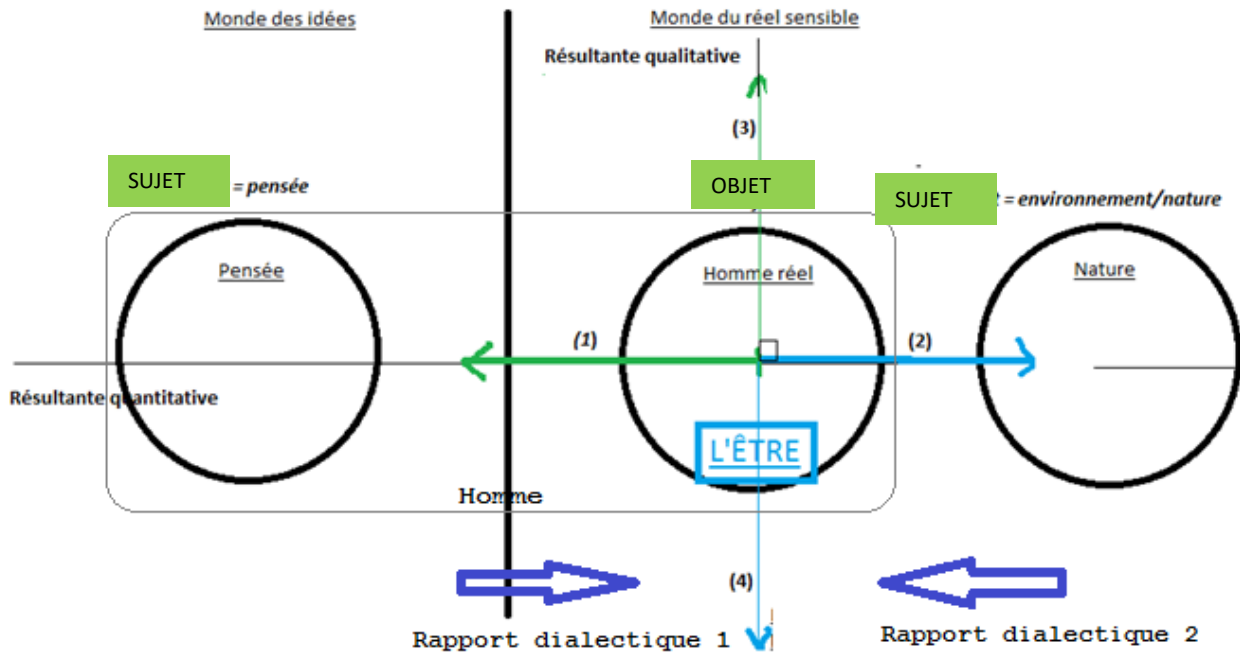 Monde des idées
Monde du réel sensible
Résultante qualitative
(3)
SUJET = pensée
OBJET
SUJET t = environnement/nature
Pensée
Homme réel
Nature
(1)
(2)
Résultante quantitative
L'ÊTRE
Homme
(4)
Rapport dialectique 1
Rapport dialectique 2